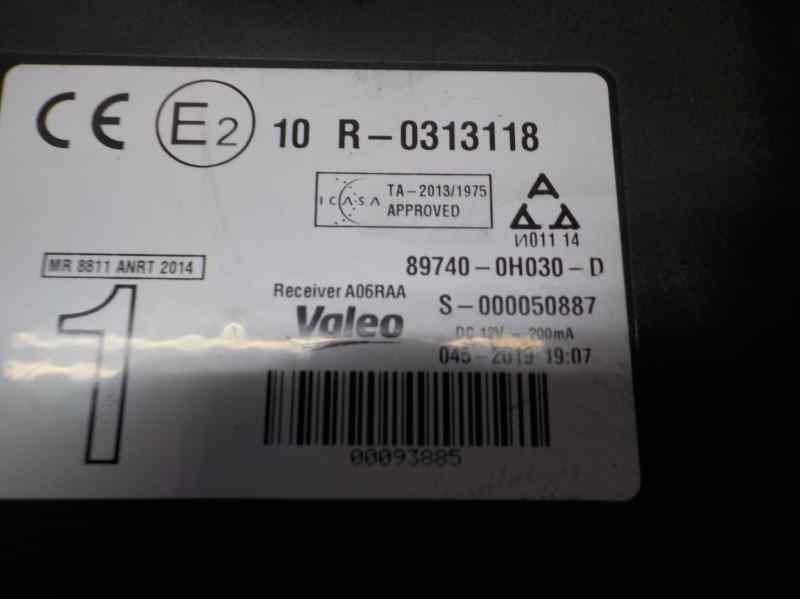 CE E2 10 R-0313118
ICASA TA-2013/1975
APPROVED
A
ᐃᐃ
И011 14
MR 8811 ANRT 2014
89740-0H030-D
Receiver A06RAA
S-000050887
Valeo
DC 12V - 200mA
045-2019 19:07
1
00093885